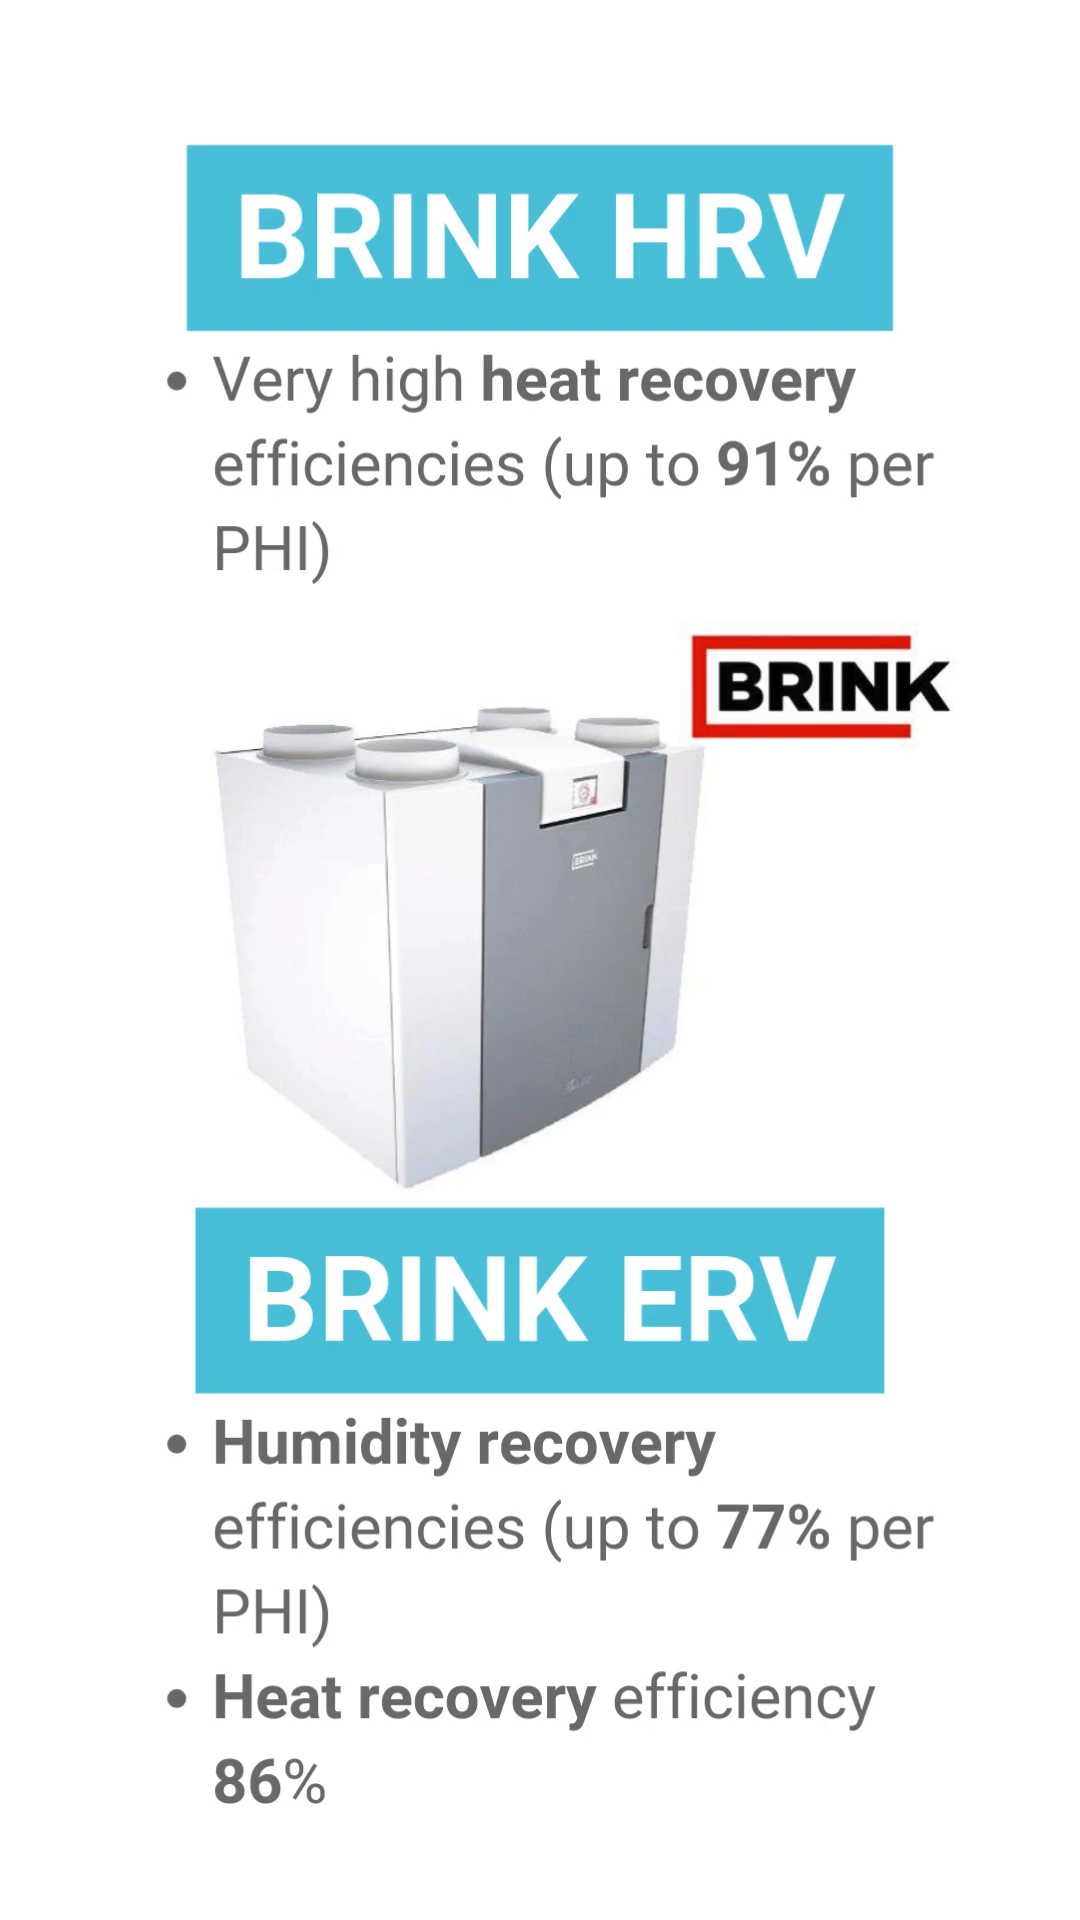 BRINK HRV
• Very high heat recovery
efficiencies (up to 91% per
PHI)
BRINK
BRINK
BRINK ERV
• Humidity recovery
efficiencies (up to 77% per
PHI)
• Heat recovery efficiency
86%